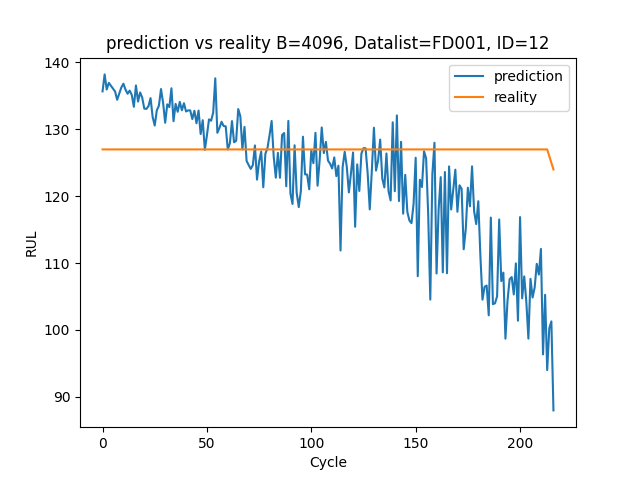 prediction vs reality B=4096, Datalist=FD001, ID=12
prediction
reality
RUL
140
130
120
110
100
90
0 50 100 150 200
Cycle